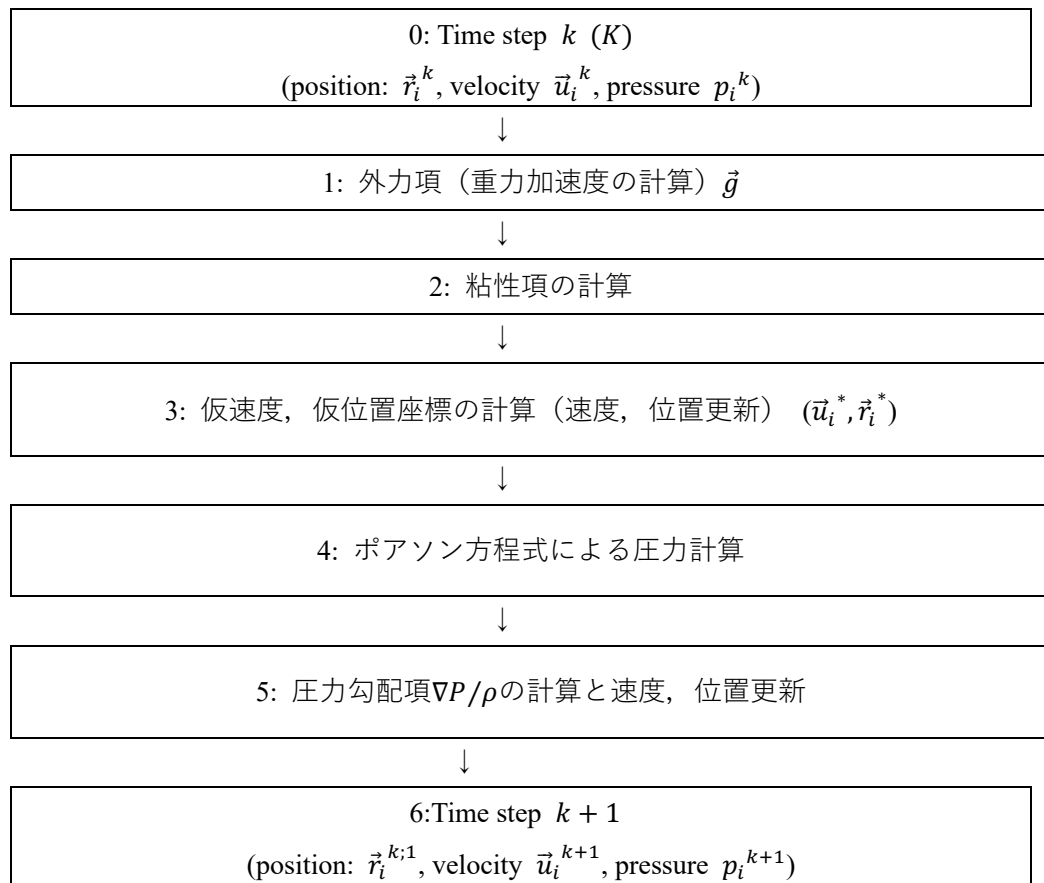 0: Time step k (K)
(position: r⃗ᵢᵏ, velocity u⃗ᵢᵏ, pressure pᵢᵏ)
↓
1: 外力項（重力加速度の計算）g⃗
↓
2: 粘性項の計算
↓
3: 仮速度，仮位置座標の計算（速度，位置更新） (u⃗ᵢ*, r⃗ᵢ*)
↓
4: ポアソン方程式による圧力計算
↓
5: 圧力勾配項∇P/ρの計算と速度，位置更新
↓
6:Time step k + 1
(position: r⃗ᵢᵏ;¹, velocity u⃗ᵢᵏ⁺¹, pressure pᵢᵏ⁺¹)